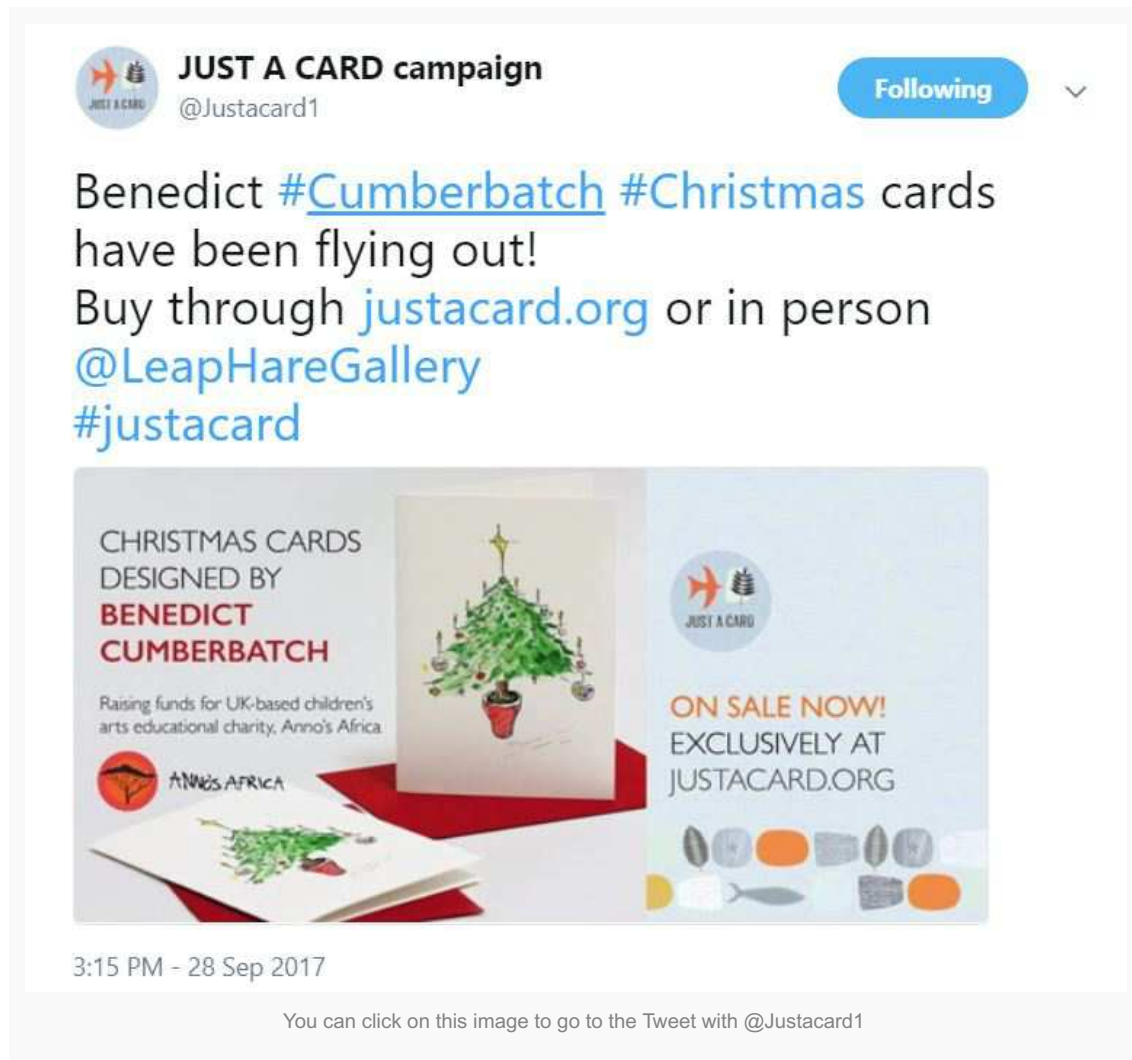 JUST A CARD campaign
@Justacard1
Following
JUST A CARD
Benedict #Cumberbatch #Christmas cards
have been flying out!
Buy through justacard.org or in person
@LeapHareGallery
#justacard
CHRISTMAS CARDS
DESIGNED BY
BENEDICT
CUMBERBATCH
Raising funds for UK-based children's
arts educational charity, Anno's Africa
ANNO'S AFRICA
JUST A CARD
ON SALE NOW!
EXCLUSIVELY AT
JUSTACARD.ORG
3:15 PM - 28 Sep 2017
You can click on this image to go to the Tweet with @Justacard1